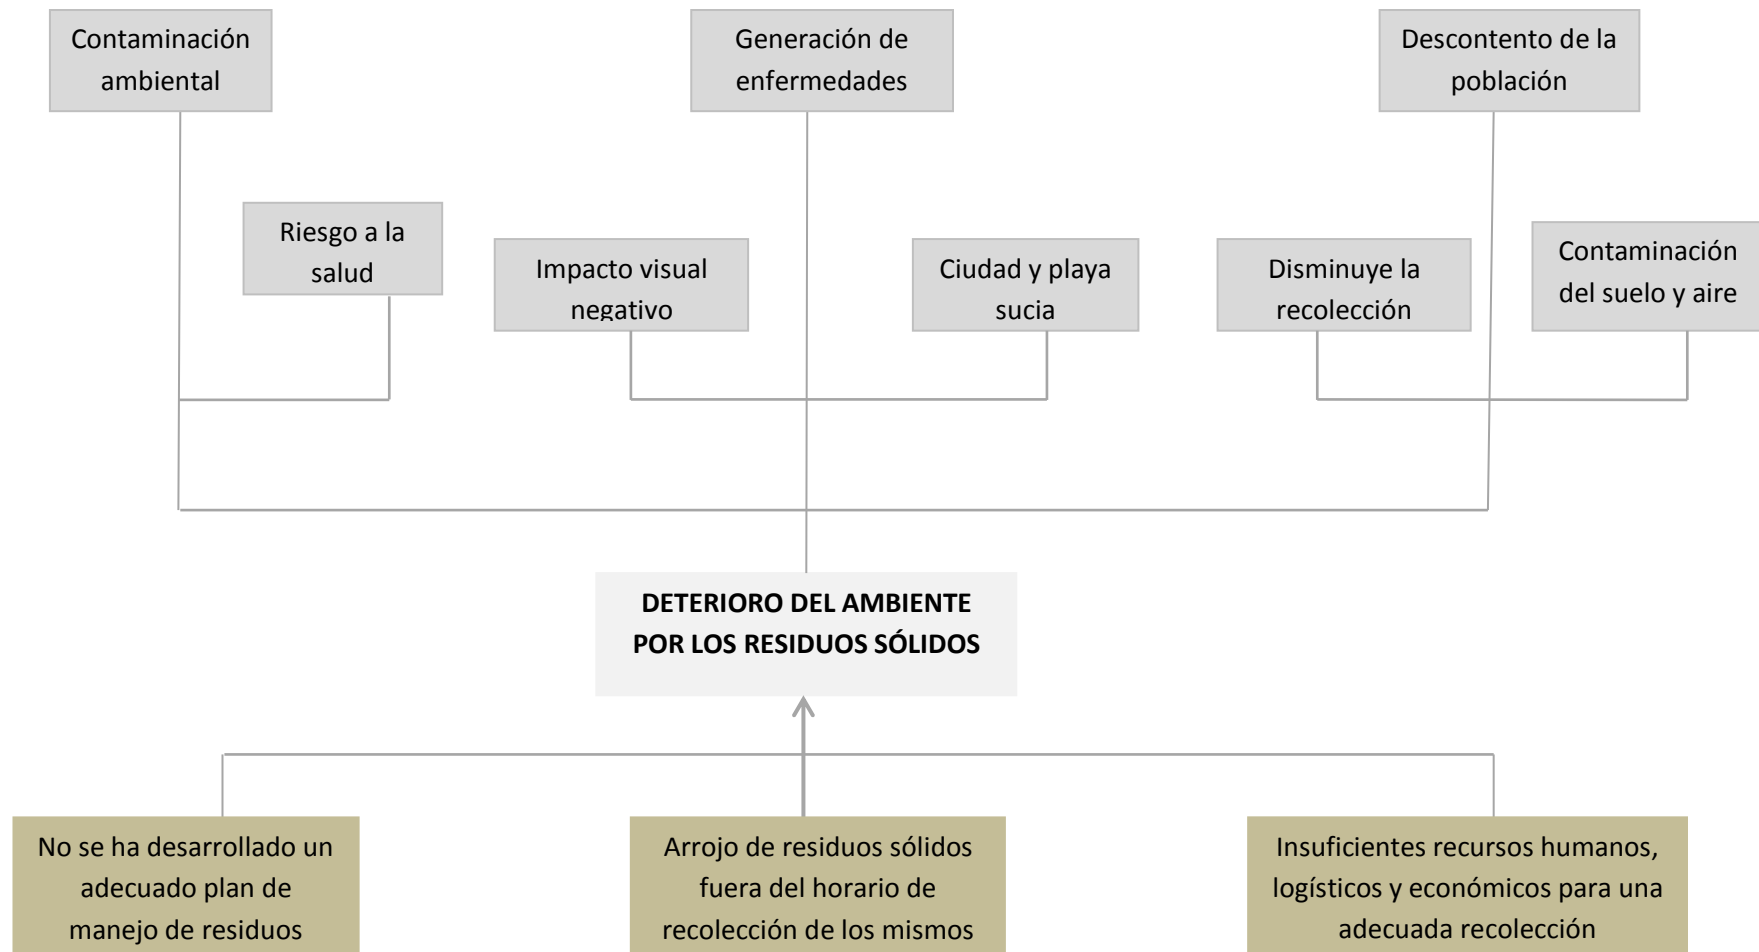 Contaminación
ambiental
Generación de
enfermedades
Descontento de la
población
Riesgo a la
salud
Impacto visual
negativo
Ciudad y playa
sucia
Disminuye la
recolección
Contaminación
del suelo y aire
DETERIORO DEL AMBIENTE
POR LOS RESIDUOS SÓLIDOS
No se ha desarrollado un
adecuado plan de
manejo de residuos
Arrojo de residuos sólidos
fuera del horario de
recolección de los mismos
Insuficientes recursos humanos,
logísticos y económicos para una
adecuada recolección